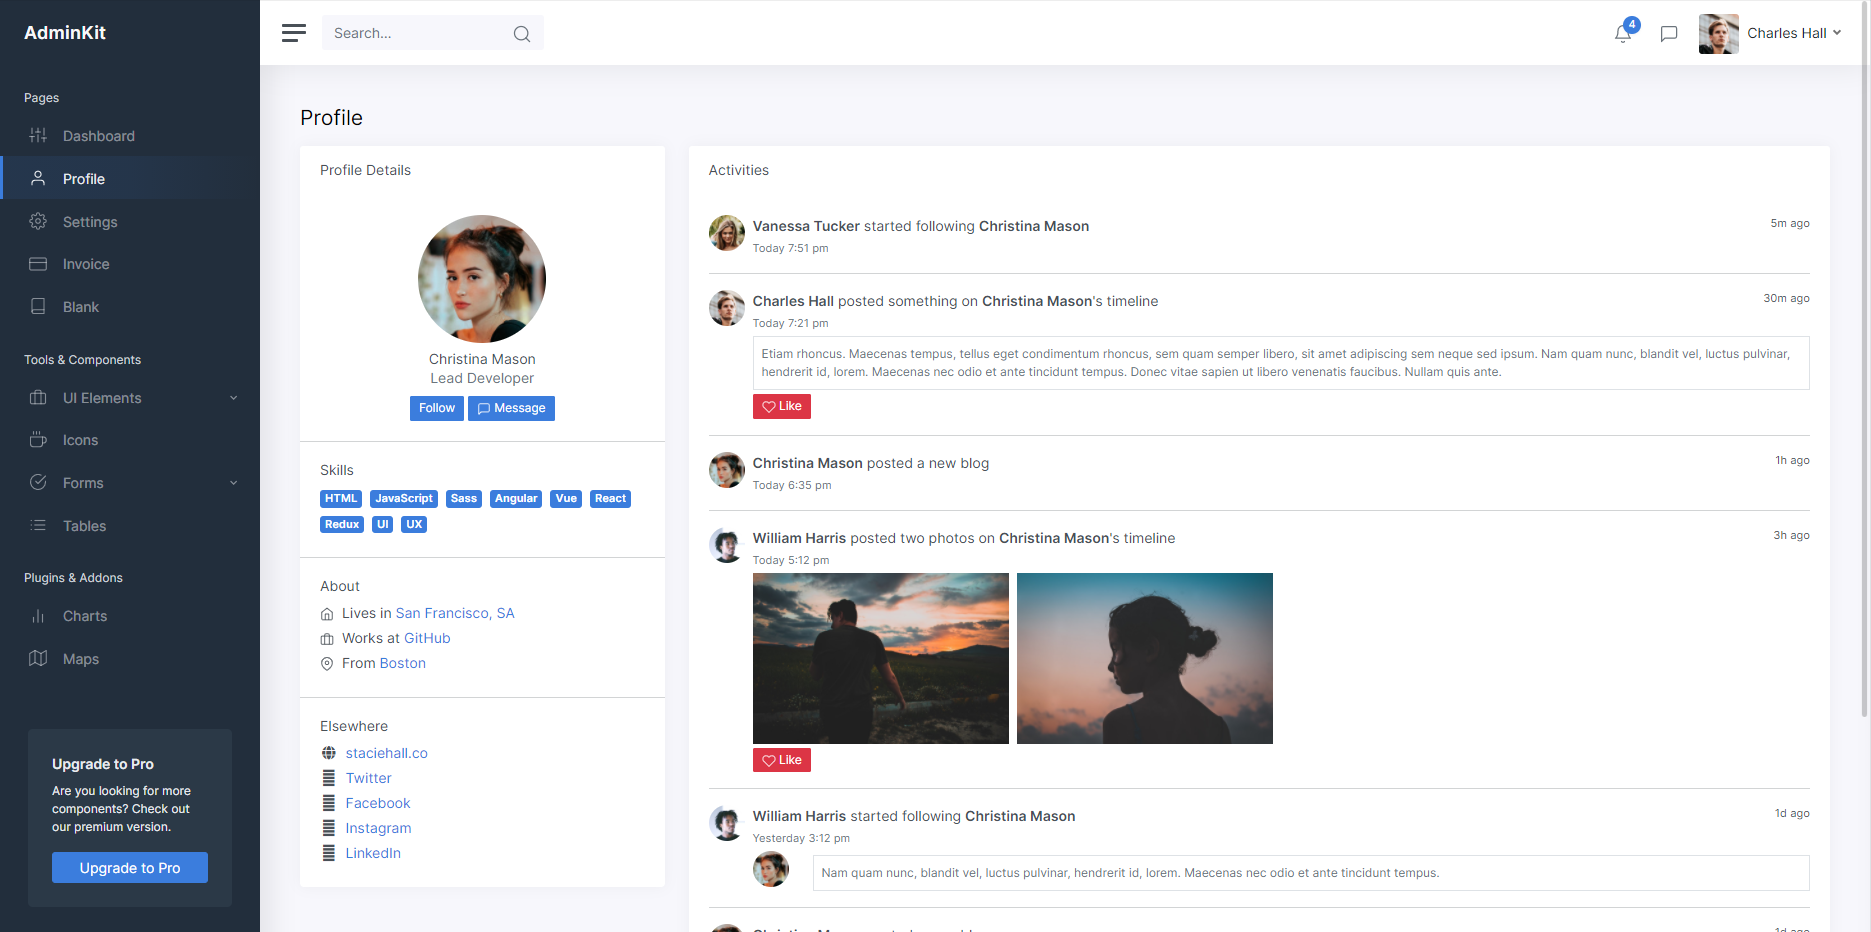 AdminKit
Pages
Dashboard
Profile
Settings
Invoice
Blank
Tools & Components
UI Elements
Icons
Forms
Tables
Plugins & Addons
Charts
Maps
Upgrade to Pro
Are you looking for more
components? Check out
our premium version.
Upgrade to Pro
Search...
4
Charles Hall
Profile
Profile Details
Christina Mason
Lead Developer
Follow Message
Skills
HTML JavaScript Sass Angular Vue React
Redux UI UX
About
Lives in San Francisco, SA
Works at GitHub
From Boston
Elsewhere
staciehall.co
Twitter
Facebook
Instagram
LinkedIn
Activities
Vanessa Tucker started following Christina Mason 5m ago
Today 7:51 pm
Charles Hall posted something on Christina Mason's timeline 30m ago
Today 7:21 pm
Etiam rhoncus. Maecenas tempus, tellus eget condimentum rhoncus, sem quam semper libero, sit amet adipiscing sem neque sed ipsum. Nam quam nunc, blandit vel, luctus pulvinar,
hendrerit id, lorem. Maecenas nec odio et ante tincidunt tempus. Donec vitae sapien ut libero venenatis faucibus. Nullam quis ante.
Like
Christina Mason posted a new blog 1h ago
Today 6:35 pm
William Harris posted two photos on Christina Mason's timeline 3h ago
Today 5:12 pm
Like
William Harris started following Christina Mason 1d ago
Yesterday 3:12 pm
Nam quam nunc, blandit vel, luctus pulvinar, hendrerit id, lorem. Maecenas nec odio et ante tincidunt tempus.